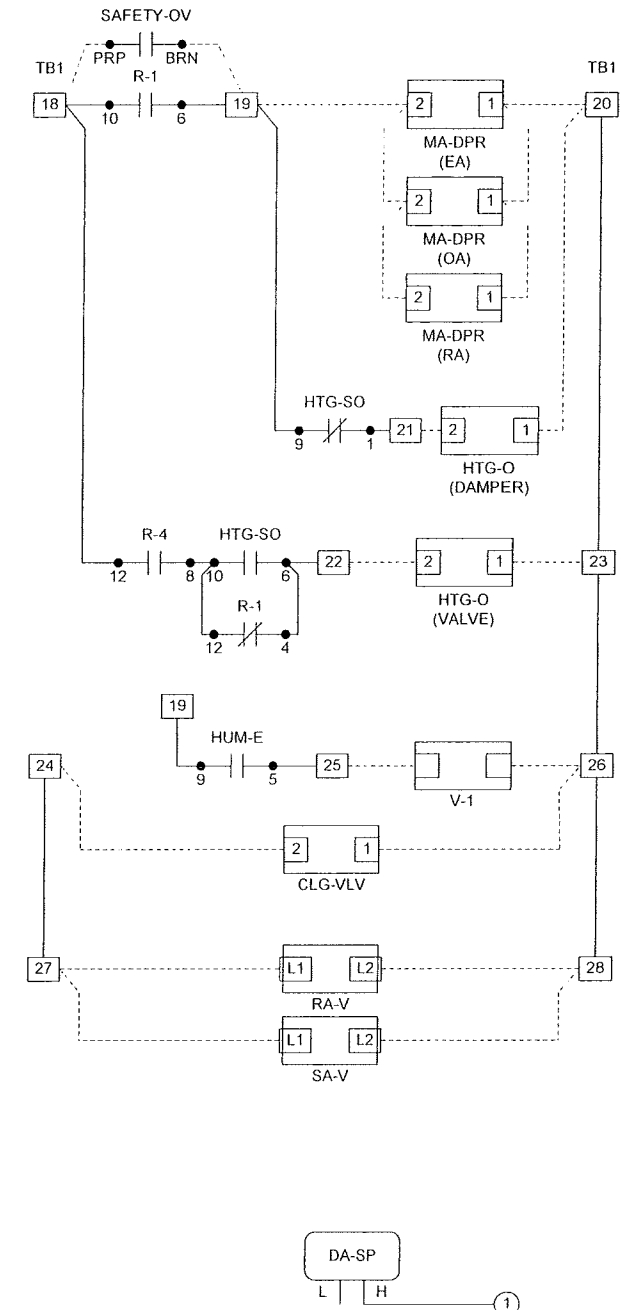 SAFETY-OV
PRP BRN
TB1 R-1 TB1
18 10 6 19 2 1 20
MA-DPR
(EA)
2 1
MA-DPR
(OA)
2 1
MA-DPR
(RA)
HTG-SO
9 1 21 2 1
HTG-O
(DAMPER)
R-4 HTG-SO
12 8 10 6 22 2 1 23
HTG-O
(VALVE)
R-1
12 4
19
HUM-E
24 9 5 25 26
V-1
2 1
CLG-VLV
27 L1 L2 28
RA-V
L1 L2
SA-V
DA-SP
L H
1